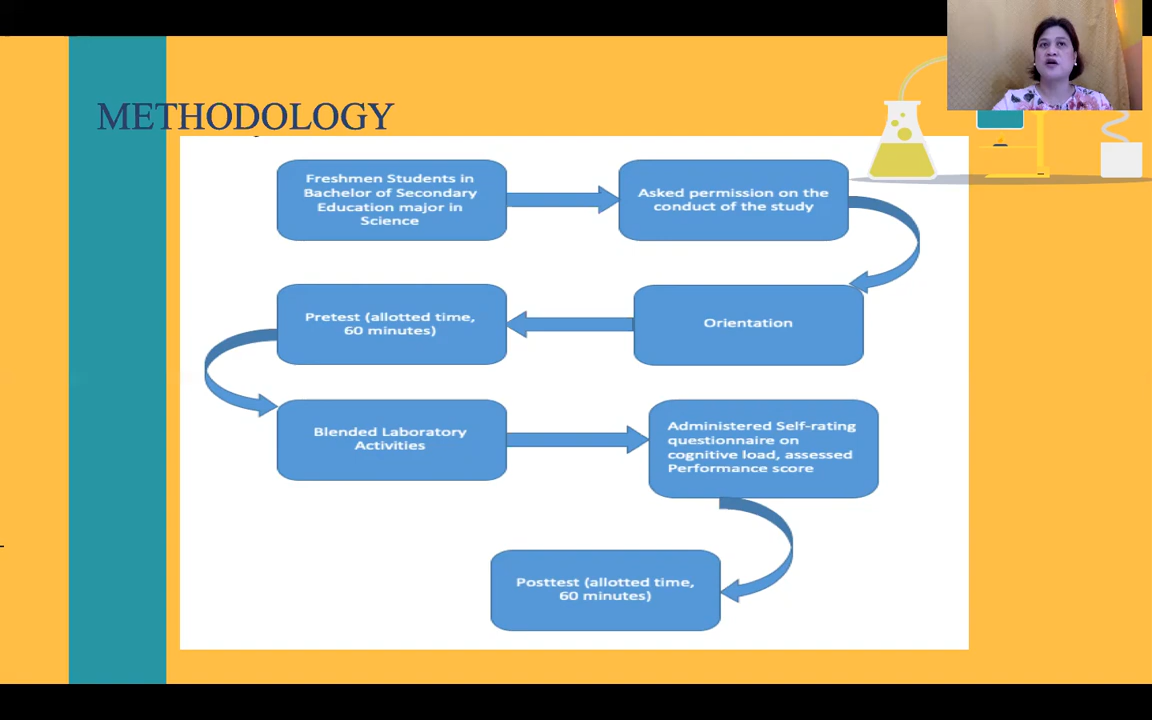 METHODOLOGY
Freshmen Students in
Bachelor of Secondary
Education major in
Science
Asked permission on the
conduct of the study
Orientation
Pretest (allotted time,
60 minutes)
Blended Laboratory
Activities
Administered Self-rating
questionnaire on
cognitive load, assessed
Performance score
Posttest (allotted time,
60 minutes)